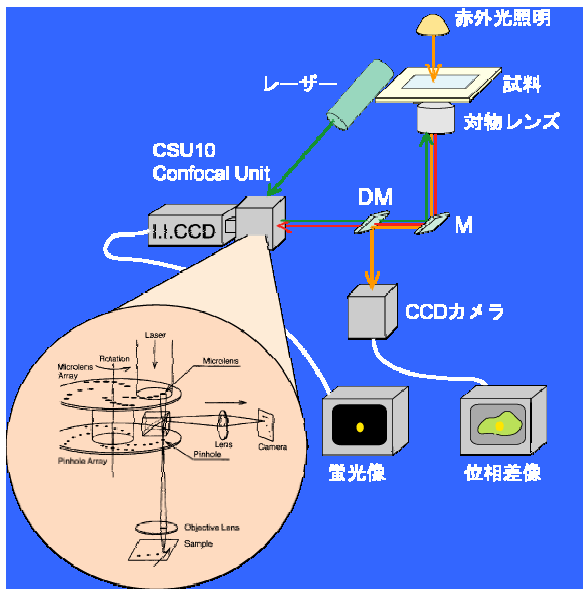 赤外光照明
レーザー
試料
対物レンズ
CSU10
Confocal Unit
DM
M
I.I.CCD
CCDカメラ
Laser
Rotation
Microlens
Microlens
Array
Lens
Camera
Pinhole
Pinhole Array
Objective Lens
Sample
蛍光像
位相差像